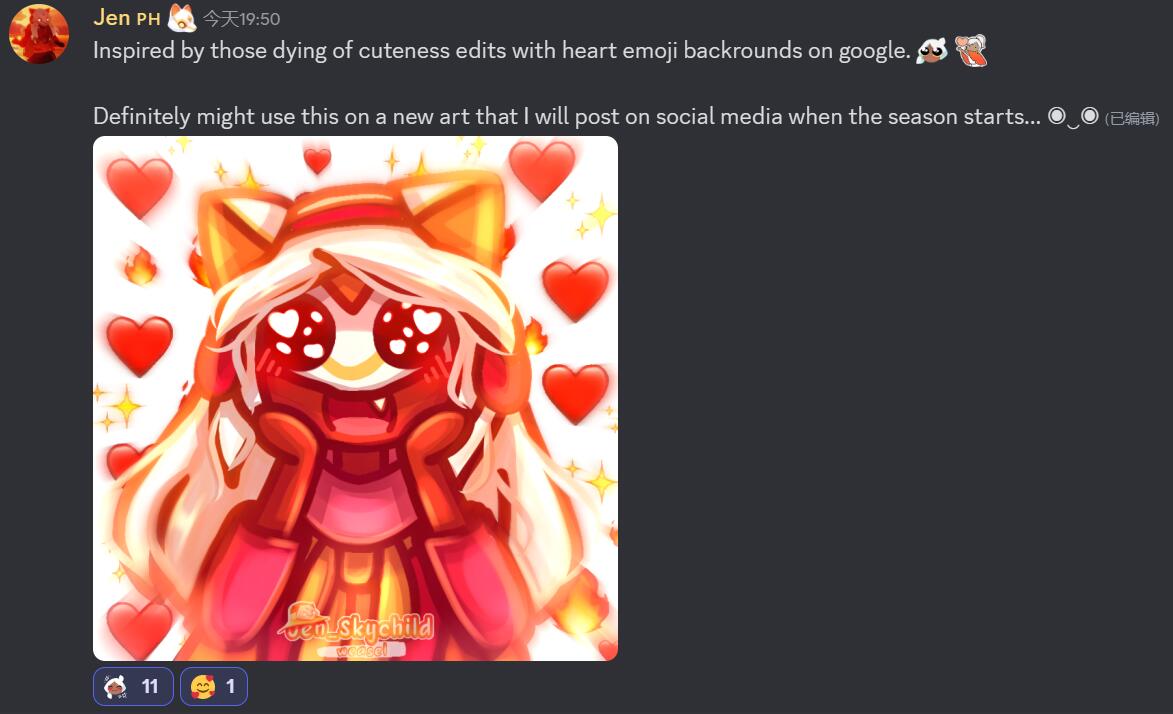 Jen PH 今天19:50
Inspired by those dying of cuteness edits with heart emoji backrounds on google.
Definitely might use this on a new art that I will post on social media when the season starts... ◉‿◉ (已编辑)
Jen_Skychild
weasel
11 1